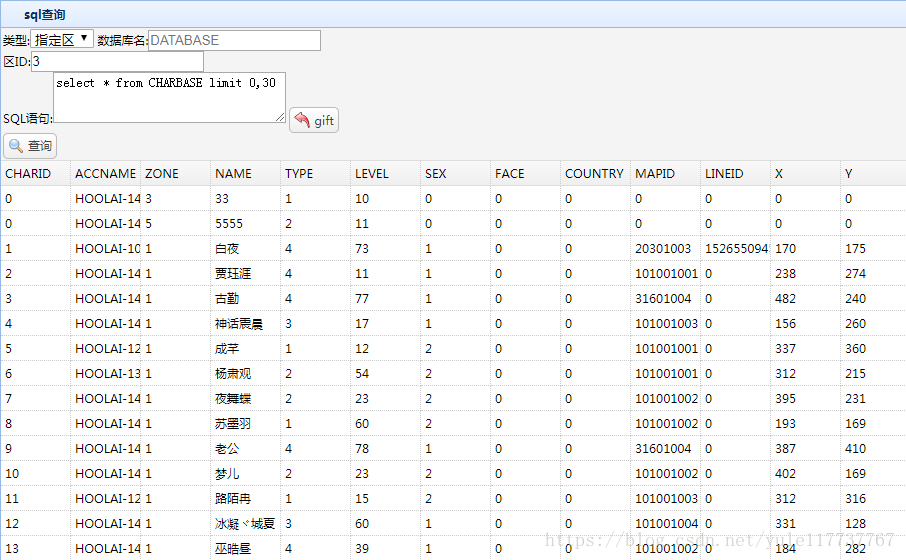 sql查询
类型: 指定区 数据库名: DATABASE
区ID: 3
select * from CHARBASE limit 0,30
SQL语句: gift
查询
CHARID ACCNAME ZONE NAME TYPE LEVEL SEX FACE COUNTRY MAPID LINEID X Y
0 HOOLAI-14 3 33 1 10 0 0 0 0 0 0 0
0 HOOLAI-14 5 5555 2 11 0 0 0 0 0 0 0
1 HOOLAI-10 1 白夜 4 73 1 0 0 20301003 152655094 170 175
2 HOOLAI-14 1 贾珏涯 4 11 1 0 0 101001001 0 238 274
3 HOOLAI-14 1 古勤 4 77 1 0 0 31601004 0 482 240
4 HOOLAI-14 1 神话震晨 3 17 1 0 0 101001003 0 156 260
5 HOOLAI-12 1 成芊 1 12 2 0 0 101001001 0 337 360
6 HOOLAI-13 1 杨肃观 2 54 2 0 0 101001001 0 312 215
7 HOOLAI-14 1 夜舞蝶 2 23 2 0 0 101001002 0 395 231
8 HOOLAI-14 1 苏墨羽 1 60 2 0 0 101001002 0 193 169
9 HOOLAI-14 1 老公 4 78 1 0 0 31601004 0 387 410
10 HOOLAI-14 1 梦儿 2 23 2 0 0 101001002 0 402 169
11 HOOLAI-12 1 路陌冉 1 15 2 0 0 101001003 0 312 316
12 HOOLAI-14 1 冰凝ヾ城夏 3 60 1 0 0 101001004 0 331 128
13 HOOLAI-14 1 巫皓昼 4 39 1 0 0 101001002 0 184 282
https://blog.csdn.net/yule117737767